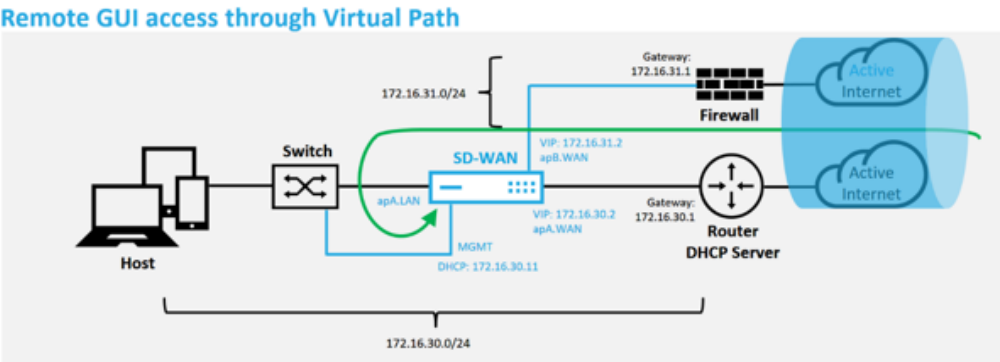 Remote GUI access through Virtual Path
Gateway:
172.16.31.1
Active
Internet
172.16.31.0/24
Firewall
VIP: 172.16.31.2
apB.WAN
Switch
SD-WAN
Active
Internet
apA.LAN
Gateway:
172.16.30.1
VIP: 172.16.30.2
apA.WAN
Router
DHCP Server
MGMT
DHCP: 172.16.30.11
Host
172.16.30.0/24